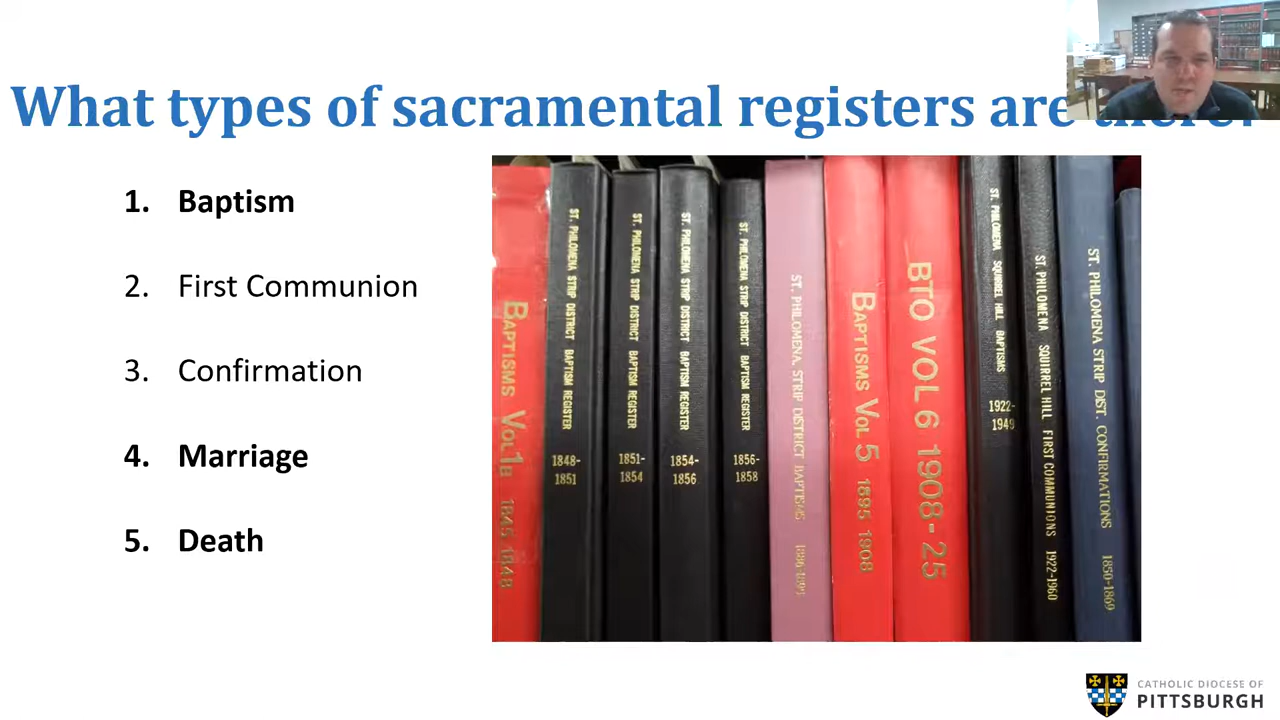 What types of sacramental registers are there?
1. Baptism
2. First Communion
3. Confirmation
4. Marriage
5. Death
BAPTISMS VOL 1B 1845 1848
ST. PHILOMENA STRIP DISTRICT BAPTISM REGISTER
1848-
1851
ST. PHILOMENA STRIP DISTRICT BAPTISM REGISTER
1851-
1854
ST. PHILOMENA STRIP DISTRICT BAPTISM REGISTER
1854-
1856
ST. PHILOMENA STRIP DISTRICT BAPTISM REGISTER
1856-
1858
ST. PHILOMENA, STRIP DISTRICT BAPTISMS
BAPTISMS VOL 5 1895 1908
BTO VOL 6 1908-25
ST. PHILOMENA SQUIRREL HILL BAPTISMS
1922-
1949
ST. PHILOMENA SQUIRREL HILL FIRST COMMUNIONS 1922-1960
ST. PHILOMENA STRIP DIST. CONFIRMATIONS 1850-1869
CATHOLIC DIOCESE OF
PITTSBURGH